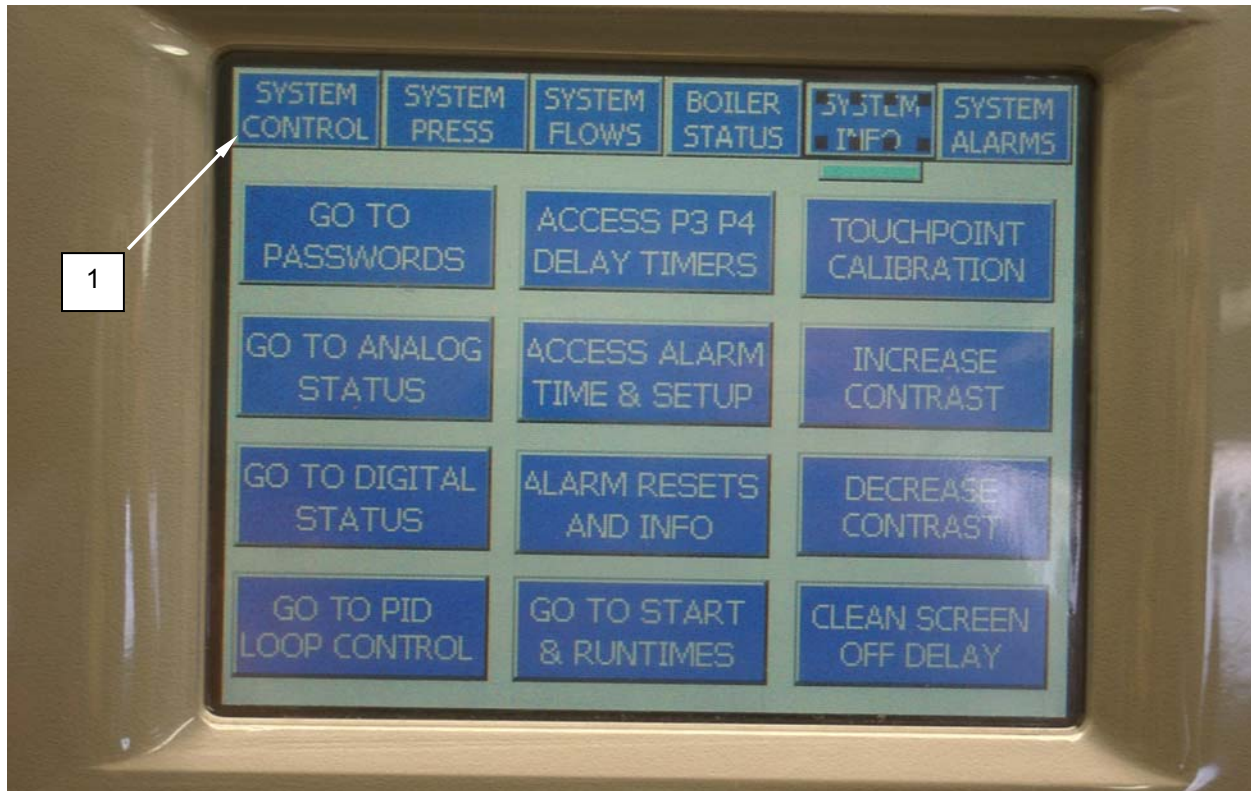 SYSTEM CONTROL
SYSTEM PRESS
SYSTEM FLOWS
BOILER STATUS
SYSTEM INFO
SYSTEM ALARMS
1
GO TO
PASSWORDS
ACCESS P3 P4
DELAY TIMERS
TOUCHPOINT
CALIBRATION
GO TO ANALOG
STATUS
ACCESS ALARM
TIME & SETUP
INCREASE
CONTRAST
GO TO DIGITAL
STATUS
ALARM RESETS
AND INFO
DECREASE
CONTRAST
GO TO PID
LOOP CONTROL
GO TO START
& RUNTIMES
CLEAN SCREEN
OFF DELAY